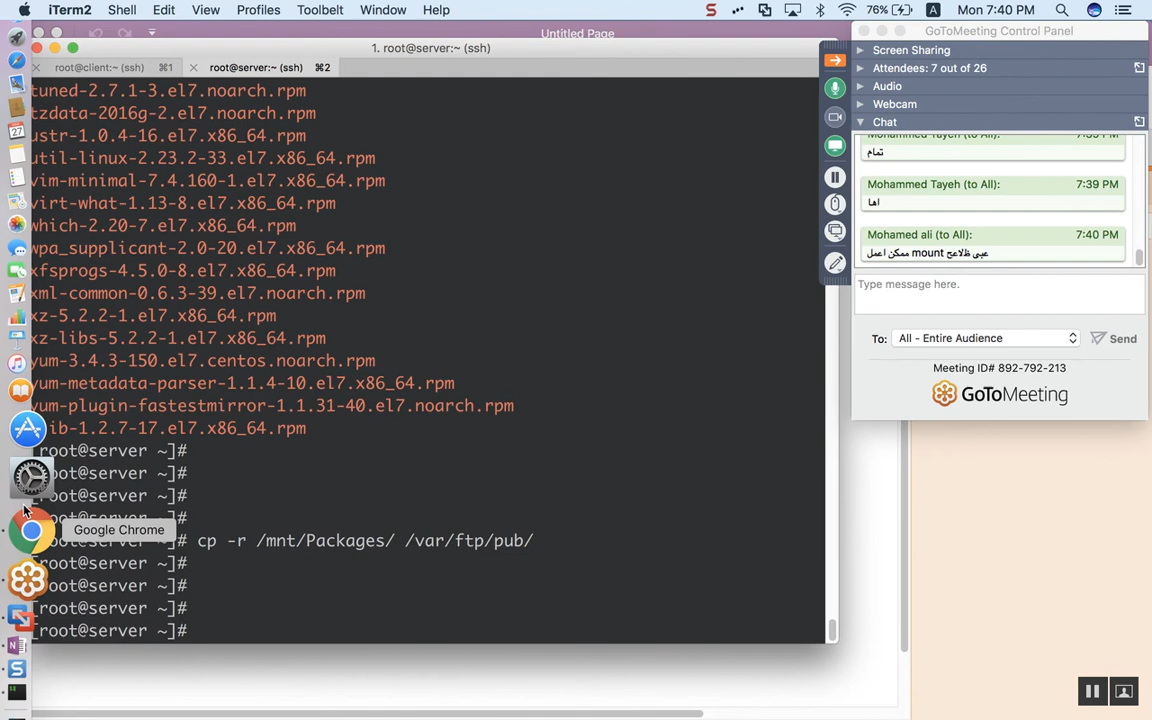 iTerm2 Shell Edit View Profiles Toolbelt Window Help
76% Mon 7:40 PM
Untitled Page
1. root@server:~ (ssh)
root@client:~ (ssh) ⌘1 root@server:~ (ssh) ⌘2
tuned-2.7.1-3.el7.noarch.rpm
tzdata-2016g-2.el7.noarch.rpm
ustr-1.0.4-16.el7.x86_64.rpm
util-linux-2.23.2-33.el7.x86_64.rpm
vim-minimal-7.4.160-1.el7.x86_64.rpm
virt-what-1.13-8.el7.x86_64.rpm
which-2.20-7.el7.x86_64.rpm
wpa_supplicant-2.0-20.el7.x86_64.rpm
xfsprogs-4.5.0-8.el7.x86_64.rpm
xml-common-0.6.3-39.el7.noarch.rpm
xz-5.2.2-1.el7.x86_64.rpm
xz-libs-5.2.2-1.el7.x86_64.rpm
yum-3.4.3-150.el7.centos.noarch.rpm
yum-metadata-parser-1.1.4-10.el7.x86_64.rpm
yum-plugin-fastestmirror-1.1.31-40.el7.noarch.rpm
lib-1.2.7-17.el7.x86_64.rpm
[root@server ~]#
root@server ~]#
root@server ~]#
~]#
~]# cp -r /mnt/Packages/ /var/ftp/pub/
root@server ~]#
root@server ~]#
[root@server ~]#
[root@server ~]#
Google Chrome
27
GoToMeeting Control Panel
Screen Sharing
Attendees: 7 out of 26
Audio
Webcam
Chat
Mohammed Tayeh (to All): 7:39 PM
تمام
Mohammed Tayeh (to All): 7:39 PM
اها
Mohamed ali (to All): 7:40 PM
ممكن اعمل mount عبى ظلاعح
Type message here.
To: All - Entire Audience Send
Meeting ID# 892-792-213
GoToMeeting